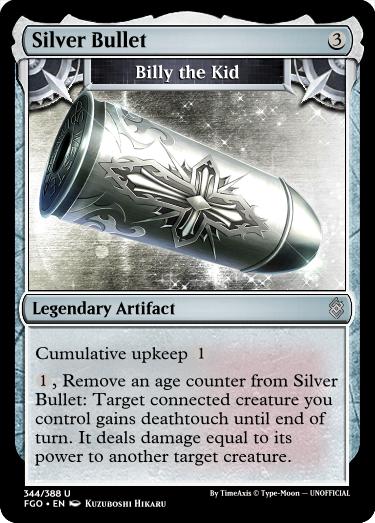 Silver Bullet 3
Billy the Kid
Legendary Artifact
Cumulative upkeep 1
1, Remove an age counter from Silver
Bullet: Target connected creature you
control gains deathtouch until end of
turn. It deals damage equal to its
power to another target creature.
344/388 U
FGO • EN KUZUBOSHI HIKARU
By TimeAxis © Type-Moon — UNOFFICIAL